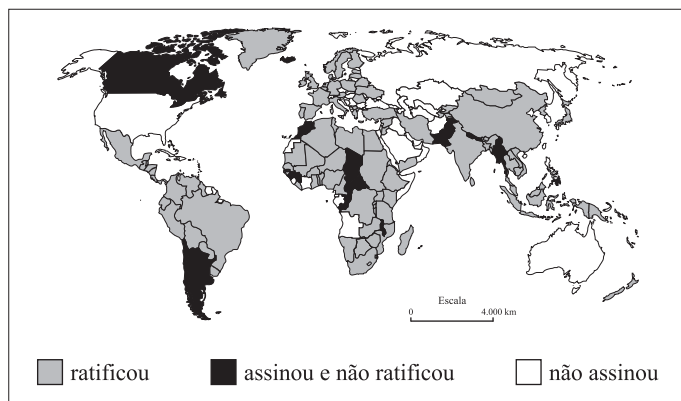 Escala
0 4.000 km
ratificou assinou e não ratificou não assinou